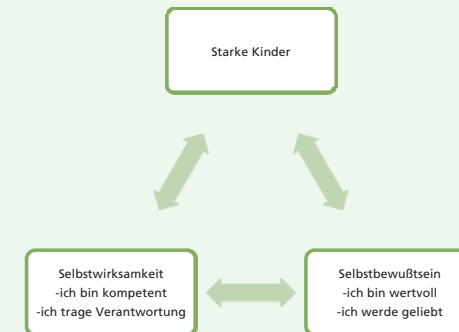 Starke Kinder
Selbstwirksamkeit
-ich bin kompetent
-ich trage Verantwortung
Selbstbewußtsein
-ich bin wertvoll
-ich werde geliebt